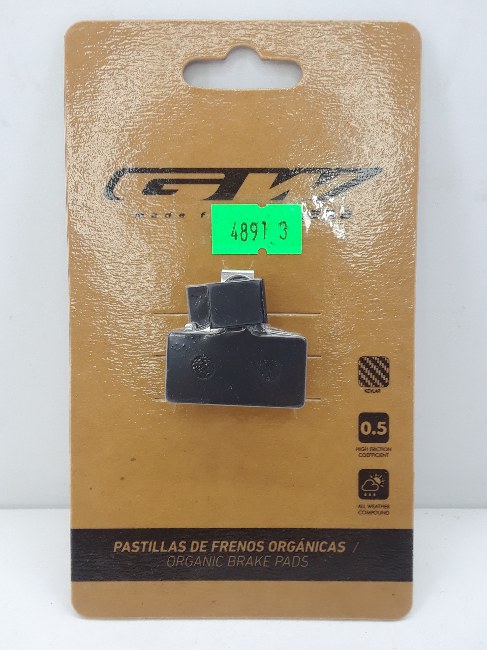 GW
made f
4891 3
KEVLAR
0.5
HIGH FRICTION
COEFFICIENT
ALL WEATHER
COMPOUND
PASTILLAS DE FRENOS ORGÁNICAS /
ORGANIC BRAKE PADS